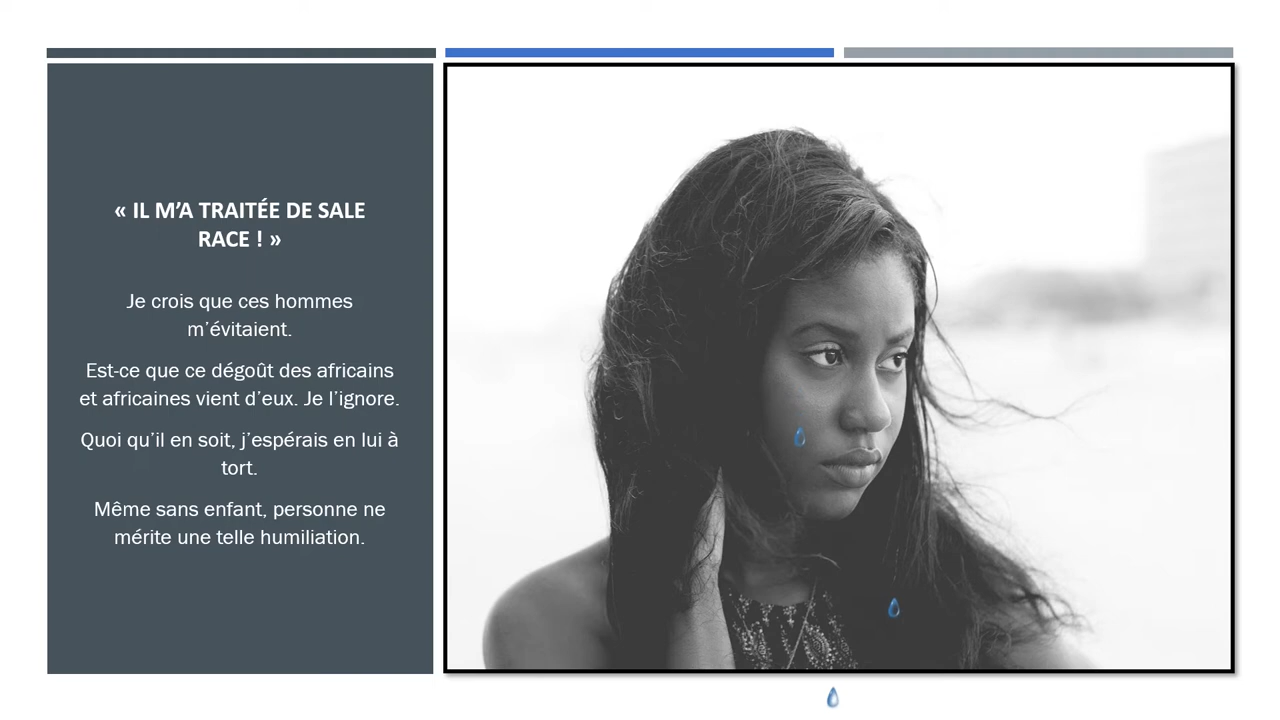 « IL M’A TRAITÉE DE SALE
RACE ! »
Je crois que ces hommes
m’évitaient.
Est-ce que ce dégoût des africains
et africaines vient d’eux. Je l’ignore.
Quoi qu’il en soit, j’espérais en lui à
tort.
Même sans enfant, personne ne
mérite une telle humiliation.